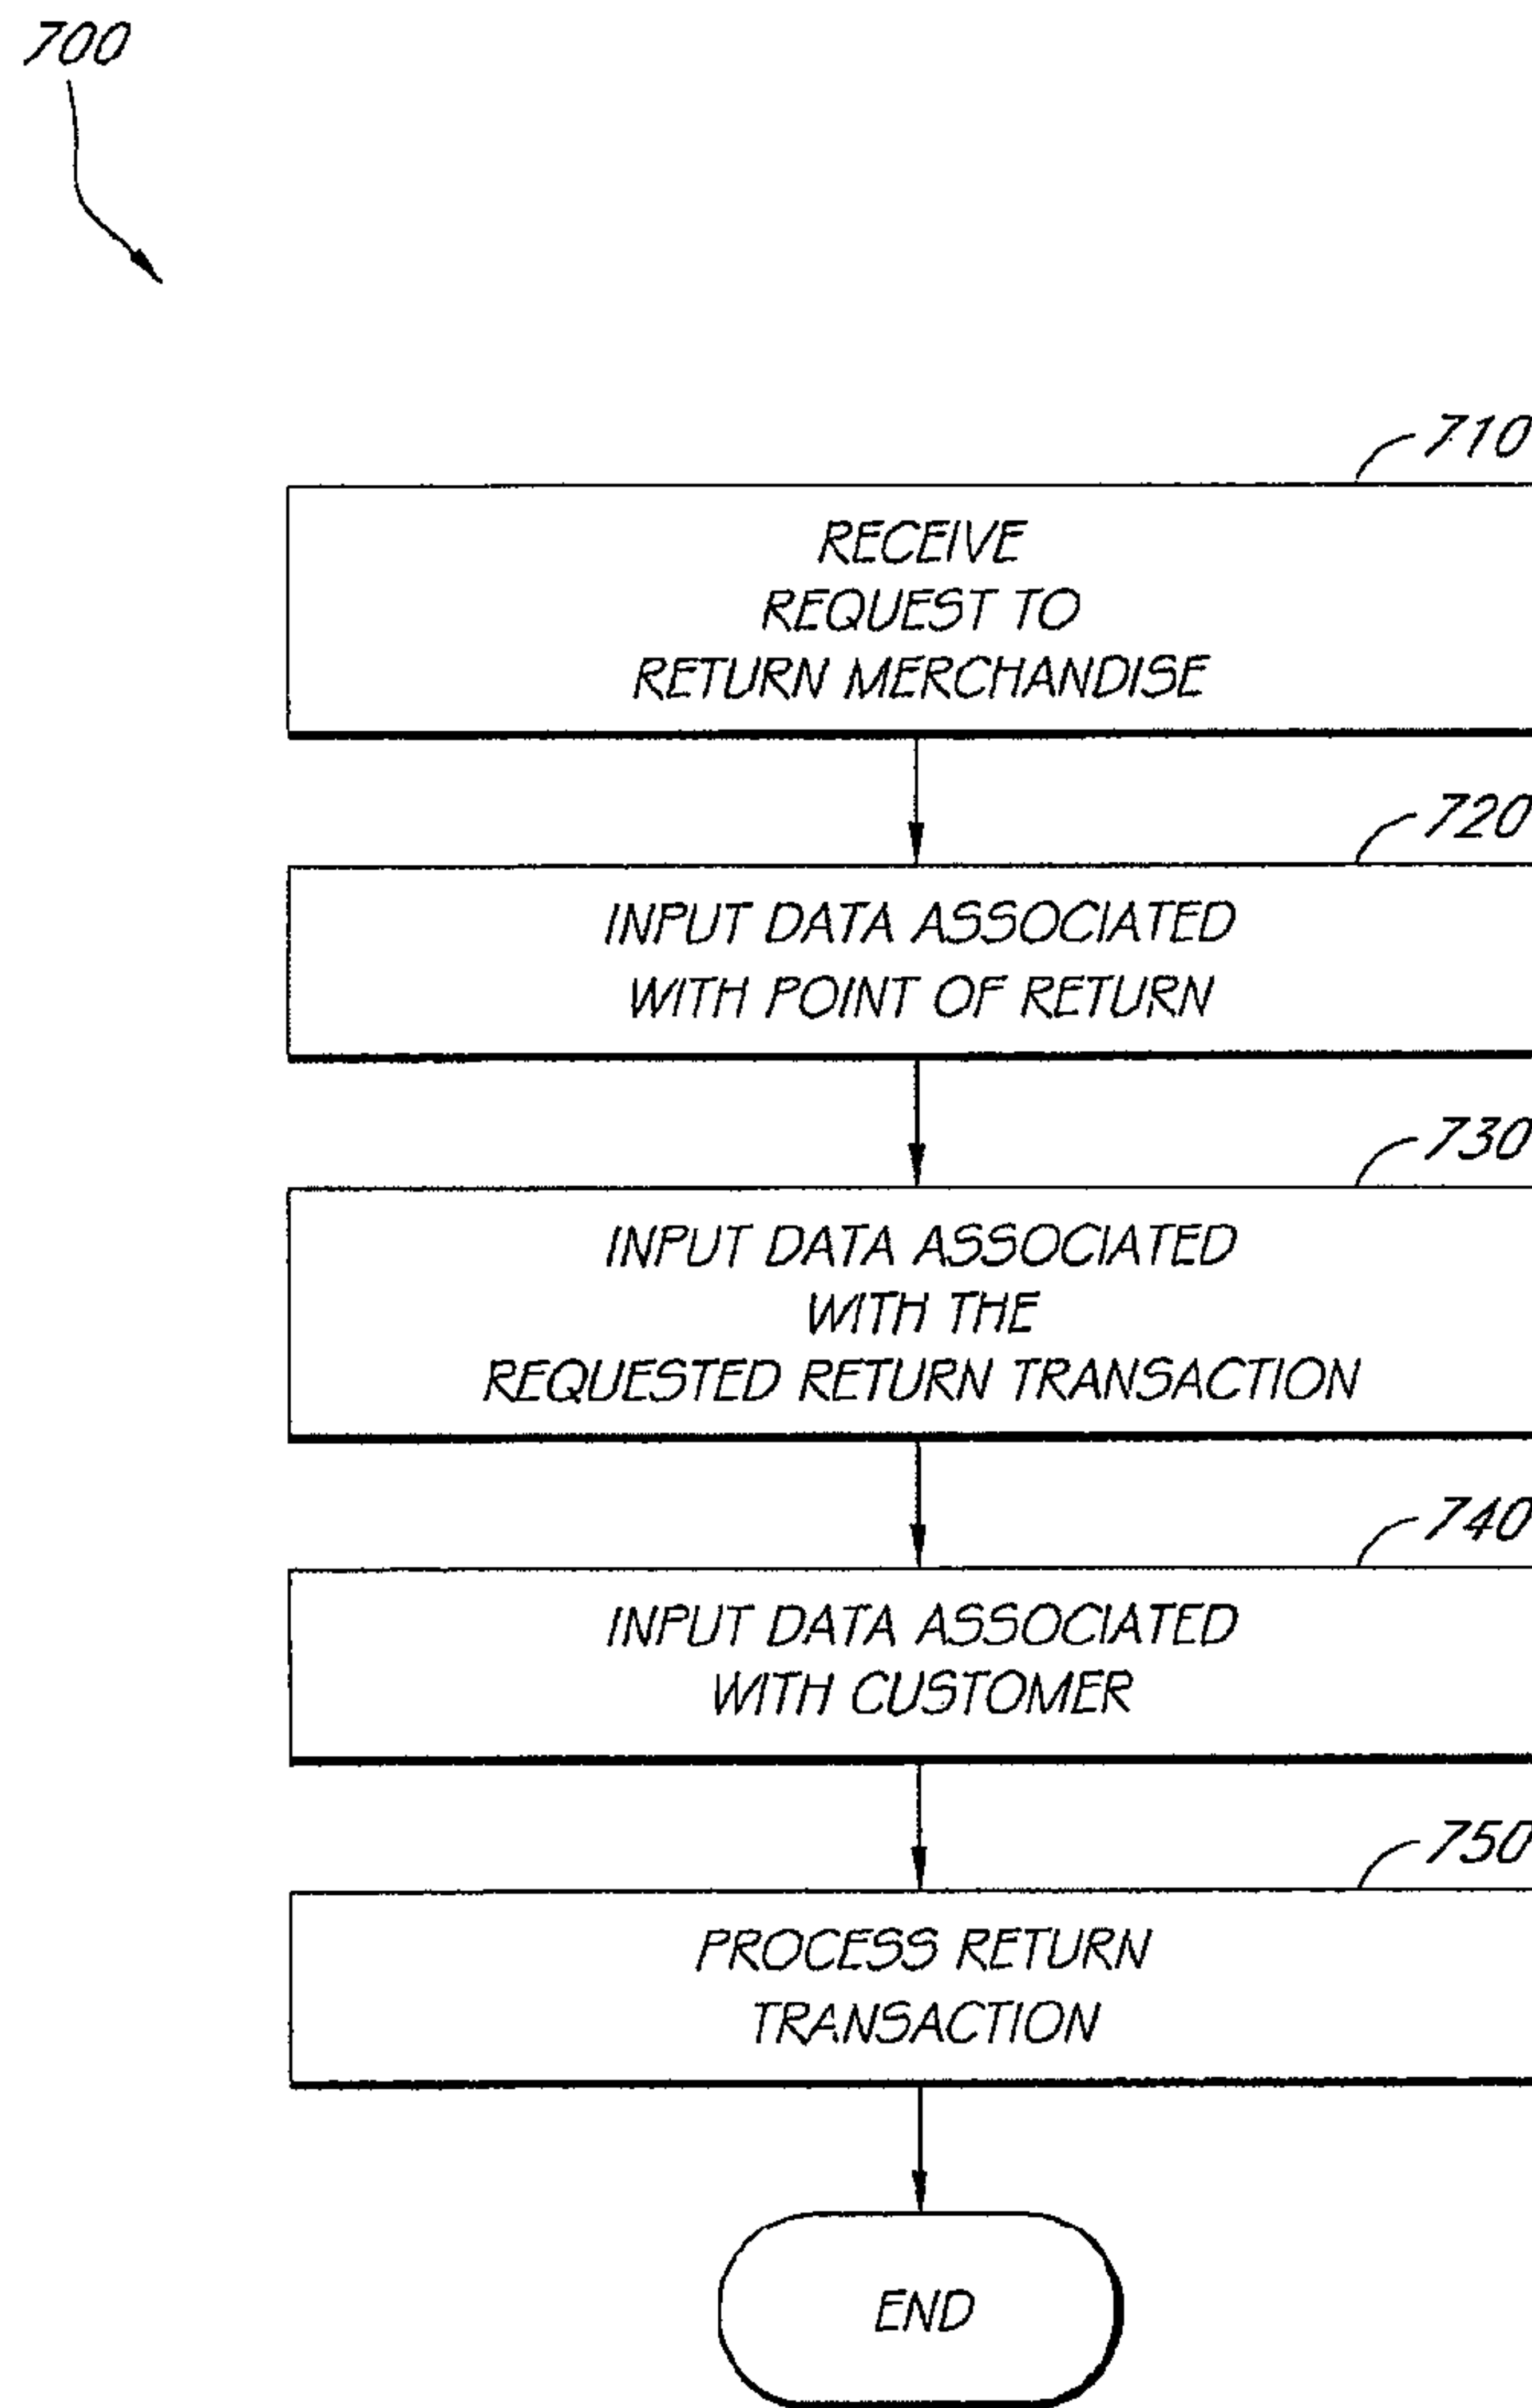 700
710
RECEIVE
REQUEST TO
RETURN MERCHANDISE
720
INPUT DATA ASSOCIATED
WITH POINT OF RETURN
730
INPUT DATA ASSOCIATED
WITH THE
REQUESTED RETURN TRANSACTION
740
INPUT DATA ASSOCIATED
WITH CUSTOMER
750
PROCESS RETURN
TRANSACTION
END